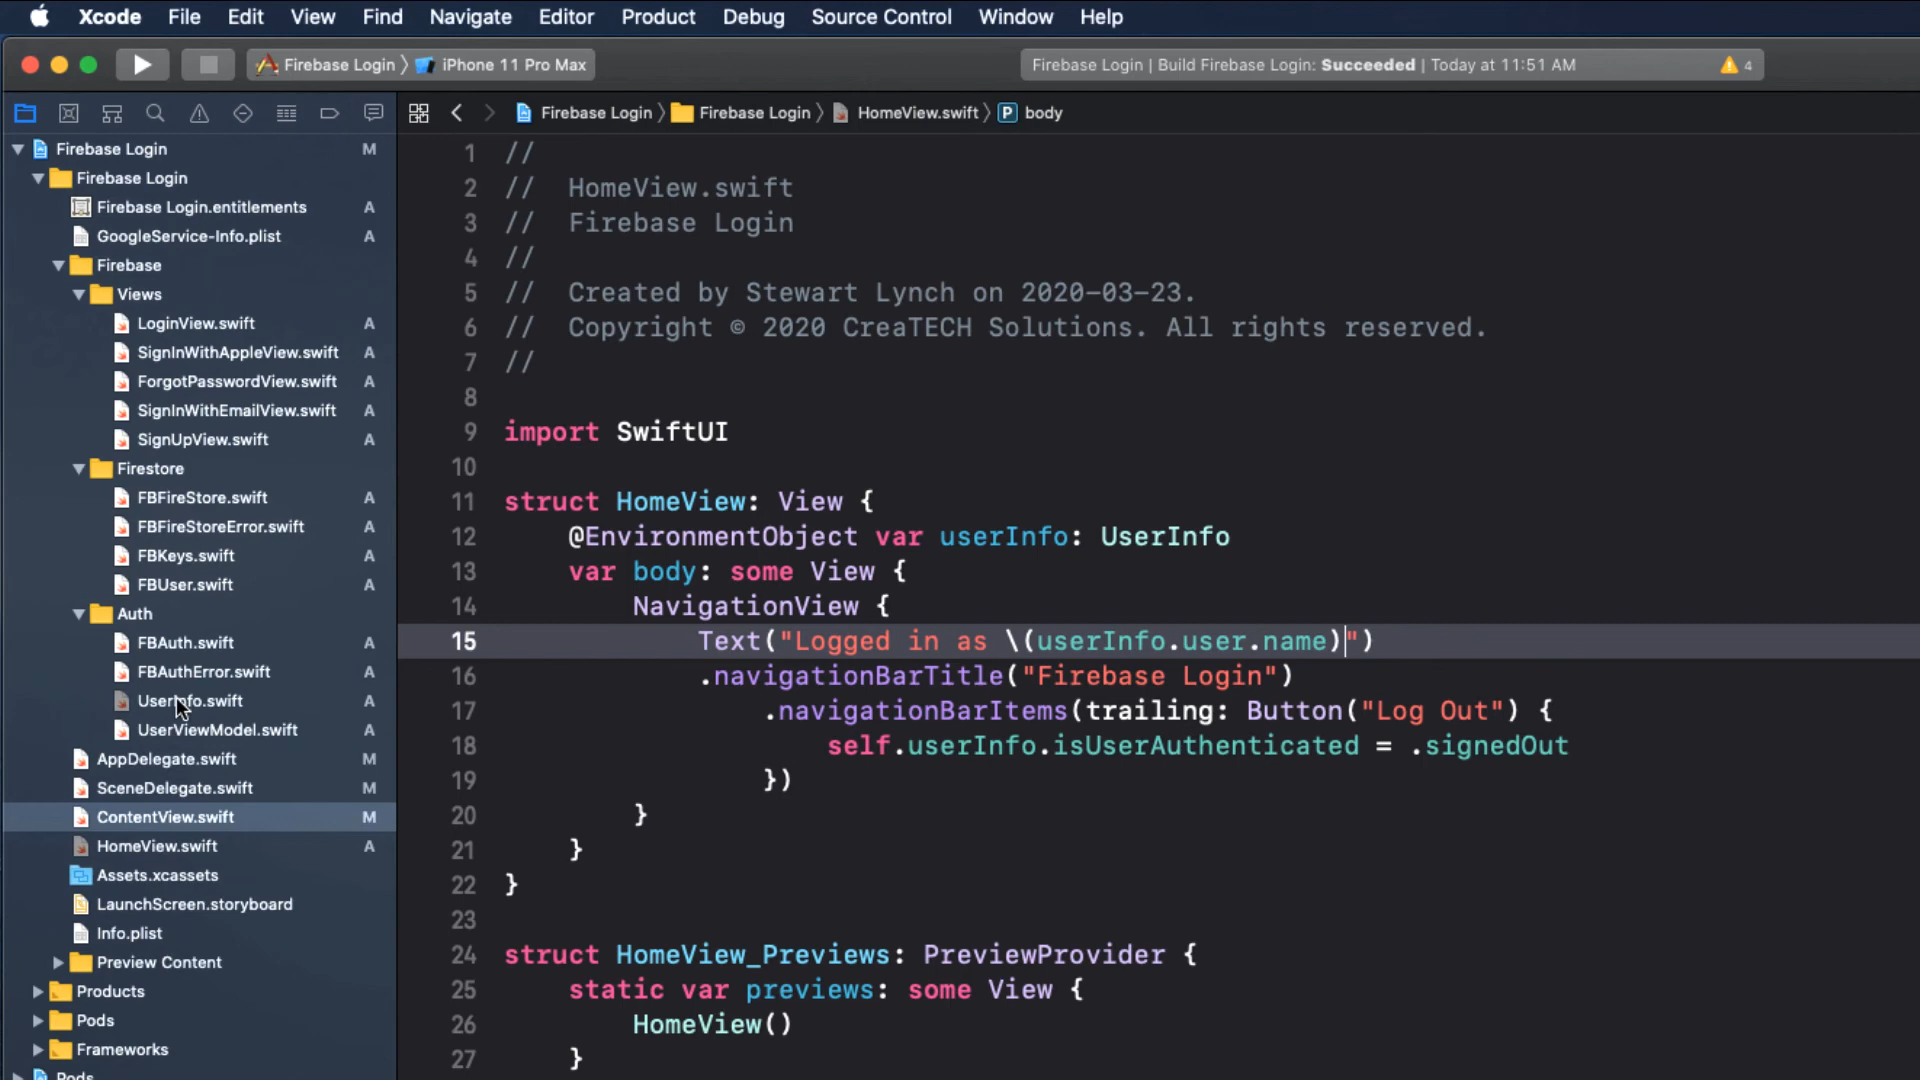 Xcode File Edit View Find Navigate Editor Product Debug Source Control Window Help
Firebase Login 〉 iPhone 11 Pro Max
Firebase Login | Build Firebase Login: Succeeded | Today at 11:51 AM 4
Firebase Login 〉 Firebase Login 〉 HomeView.swift 〉 P body
Firebase Login M
Firebase Login
Firebase Login.entitlements A
GoogleService-Info.plist A
Firebase
Views
LoginView.swift A
SignInWithAppleView.swift A
ForgotPasswordView.swift A
SignInWithEmailView.swift A
SignUpView.swift A
Firestore
FBFireStore.swift A
FBFireStoreError.swift A
FBKeys.swift A
FBUser.swift A
Auth
FBAuth.swift A
FBAuthError.swift A
UserInfo.swift A
UserViewModel.swift A
AppDelegate.swift M
SceneDelegate.swift M
ContentView.swift M
HomeView.swift A
Assets.xcassets
LaunchScreen.storyboard
Info.plist
Preview Content
Products
Pods
Frameworks
Pods
1 //
2 //  HomeView.swift
3 //  Firebase Login
4 //
5 //  Created by Stewart Lynch on 2020-03-23.
6 //  Copyright © 2020 CreaTECH Solutions. All rights reserved.
7 //
8
9 import SwiftUI
10
11 struct HomeView: View {
12     @EnvironmentObject var userInfo: UserInfo
13     var body: some View {
14         NavigationView {
15             Text("Logged in as \(userInfo.user.name)")
16             .navigationBarTitle("Firebase Login")
17                 .navigationBarItems(trailing: Button("Log Out") {
18                     self.userInfo.isUserAuthenticated = .signedOut
19                 })
20         }
21     }
22 }
23
24 struct HomeView_Previews: PreviewProvider {
25     static var previews: some View {
26         HomeView()
27     }